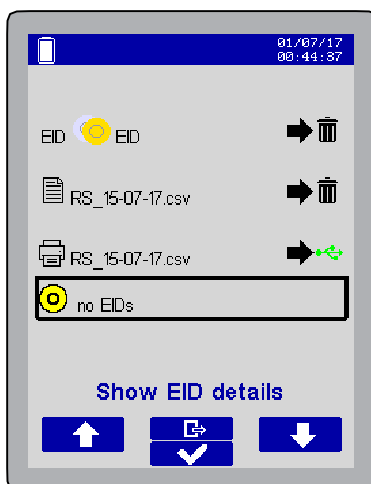 01/07/17
00:44:37
EID EID
RS_15-07-17.csv
RS_15-07-17.csv
no EIDs
Show EID details